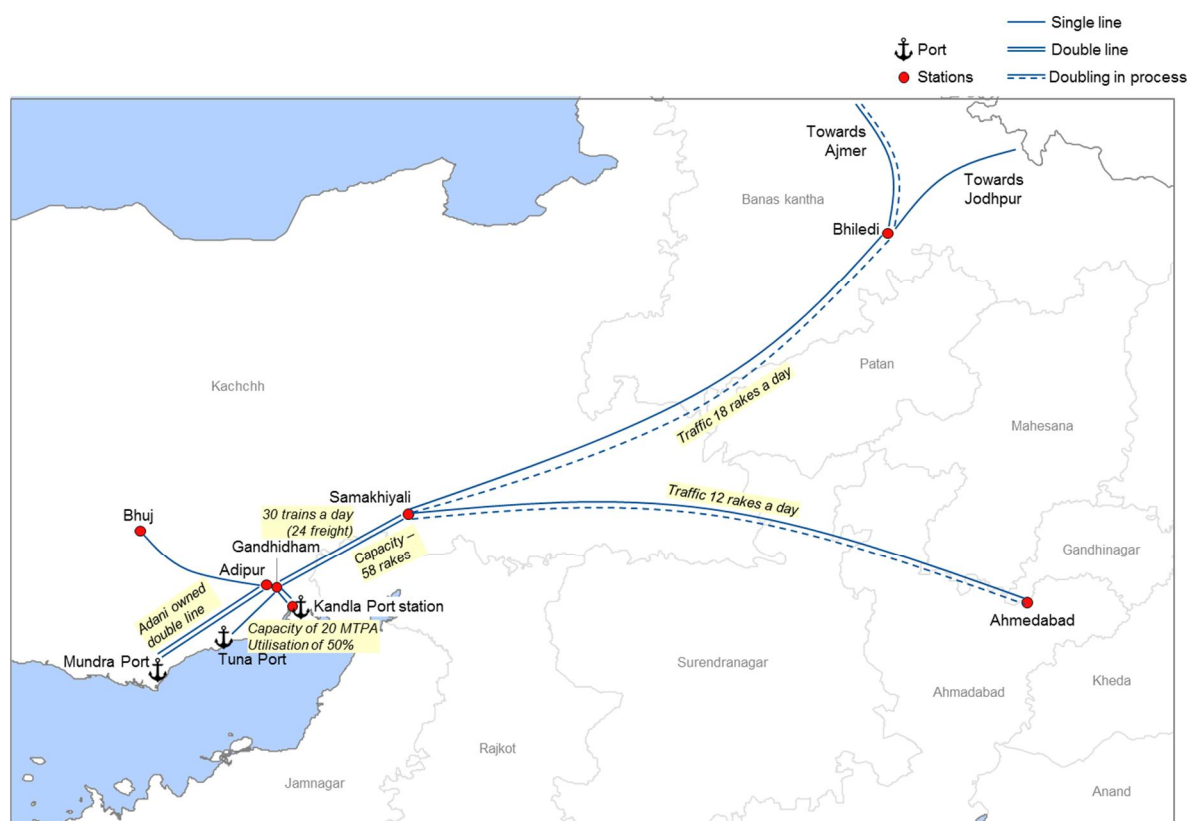 Single line
Port
Double line
Stations
Doubling in process
Towards
Ajmer
Towards
Jodhpur
Banas kantha
Bhiledi
Patan
Kachchh
Traffic 18 rakes a day
Mahesana
Samakhiyali
Traffic 12 rakes a day
Bhuj
30 trains a day
(24 freight)
Gandhidham
Capacity –
58 rakes
Gandhinagar
Adipur
Adani owned
double line
Kandla Port station
Ahmedabad
Capacity of 20 MTPA
Utilisation of 50%
Mundra Port
Tuna Port
Surendranagar
Kheda
Ahmadabad
Rajkot
Jamnagar
Anand